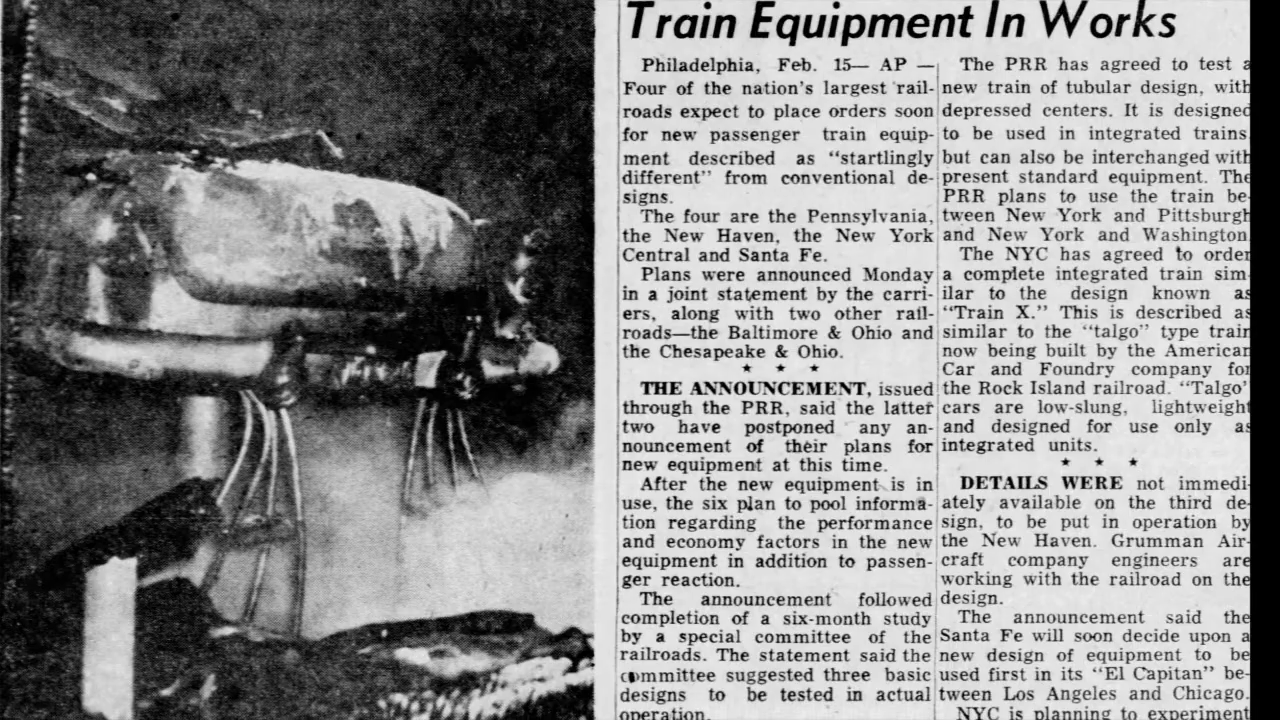 Train Equipment In Works
Philadelphia, Feb. 15— AP —
Four of the nation's largest rail-
roads expect to place orders soon
for new passenger train equip-
ment described as "startlingly
different" from conventional de-
signs.
The four are the Pennsylvania,
the New Haven, the New York
Central and Santa Fe.
Plans were announced Monday
in a joint statement by the carri-
ers, along with two other rail-
roads—the Baltimore & Ohio and
the Chesapeake & Ohio.
★ ★ ★
THE ANNOUNCEMENT, issued
through the PRR, said the latter
two have postponed any an-
nouncement of their plans for
new equipment at this time.
After the new equipment is in
use, the six plan to pool informa-
tion regarding the performance
and economy factors in the new
equipment in addition to passen-
ger reaction.
The announcement followed
completion of a six-month study
by a special committee of the
railroads. The statement said the
committee suggested three basic
designs to be tested in actual
operation.
The PRR has agreed to test a
new train of tubular design, with
depressed centers. It is designed
to be used in integrated trains.
but can also be interchanged with
present standard equipment. The
PRR plans to use the train be-
tween New York and Pittsburgh
and New York and Washington.
The NYC has agreed to order
a complete integrated train sim-
ilar to the design known as
"Train X." This is described as
similar to the "talgo" type train
now being built by the American
Car and Foundry company for
the Rock Island railroad. "Talgo"
cars are low-slung, lightweight
and designed for use only as
integrated units.
★ ★ ★
DETAILS WERE not immedi-
ately available on the third de-
sign, to be put in operation by
the New Haven. Grumman Air-
craft company engineers are
working with the railroad on the
design.
The announcement said the
Santa Fe will soon decide upon a
new design of equipment to be
used first in its "El Capitan" be-
tween Los Angeles and Chicago.
NYC is planning to experiment